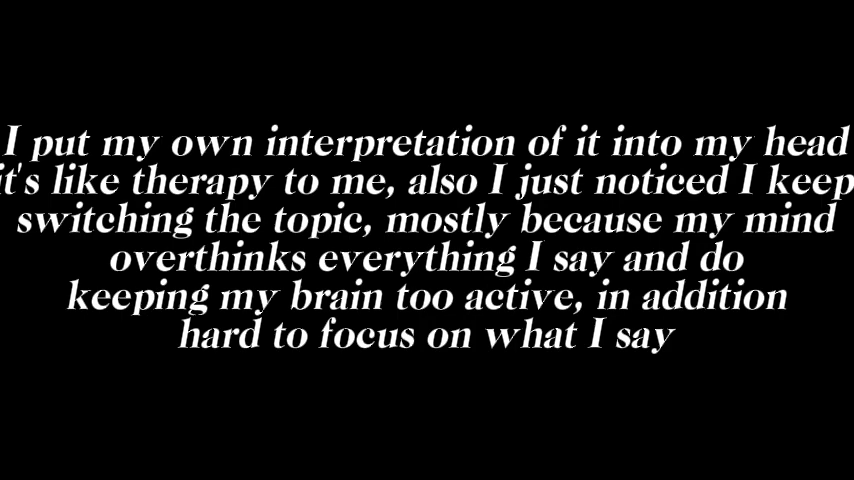 I put my own interpretation of it into my head
it's like therapy to me, also I just noticed I keep
switching the topic, mostly because my mind
overthinks everything I say and do
keeping my brain too active, in addition
hard to focus on what I say